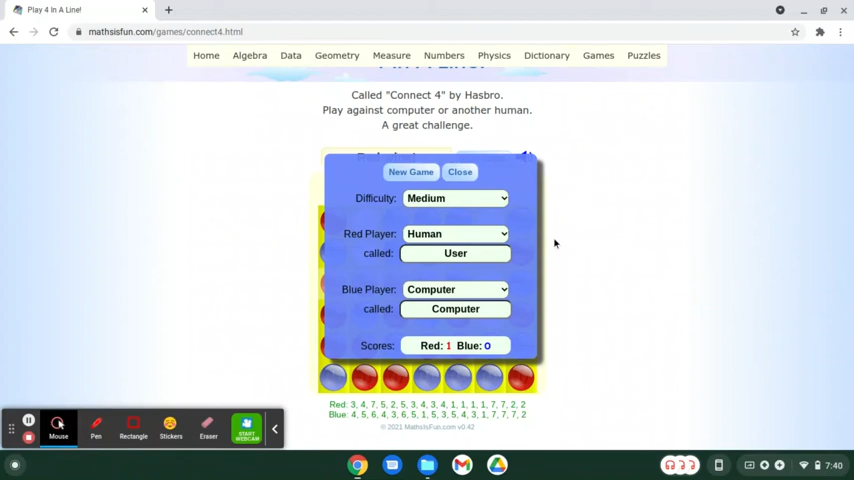 Play 4 In A Line!
mathsisfun.com/games/connect4.html
Home Algebra Data Geometry Measure Numbers Physics Dictionary Games Puzzles
Called "Connect 4" by Hasbro.
Play against computer or another human.
A great challenge.
New Game Close
Difficulty: Medium
Red Player: Human
called: User
Blue Player: Computer
called: Computer
Scores: Red: 1 Blue: 0
Red: 3, 4, 7, 5, 2, 5, 3, 4, 3, 4, 1, 1, 1, 1, 7, 7, 2, 2
Blue: 4, 5, 6, 4, 3, 6, 5, 1, 5, 3, 5, 4, 3, 1, 7, 7, 7, 2
© 2021 MathsIsFun.com v0.42
Mouse Pen Rectangle Stickers Eraser START WEBCAM
7:40